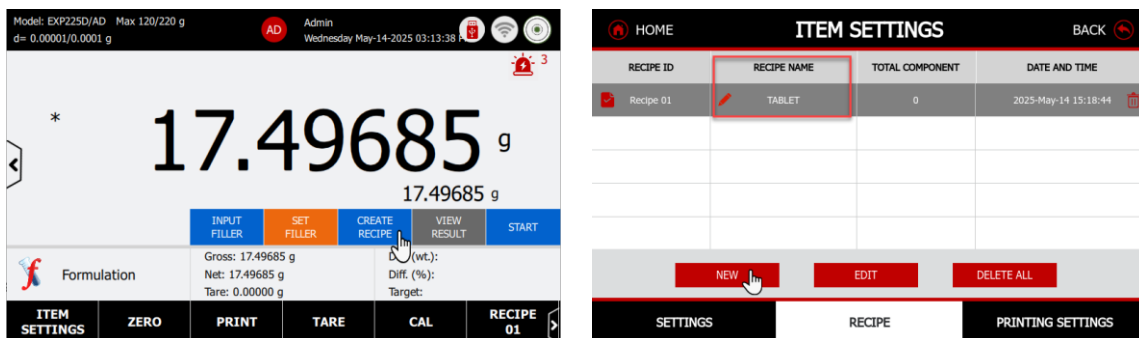 Model: EXP225D/AD Max 120/220 g
d= 0.00001/0.0001 g
AD
Admin
Wednesday May-14-2025 03:13:38
3
*
17.49685 g
17.49685 g
INPUT FILLER
SET FILLER
CREATE RECIPE
VIEW RESULT
START
Formulation
Gross: 17.49685 g
Net: 17.49685 g
Tare: 0.00000 g
(wt.):
Diff. (%):
Target:
ITEM SETTINGS
ZERO
PRINT
TARE
CAL
RECIPE 01
HOME
ITEM SETTINGS
BACK
RECIPE ID
RECIPE NAME
TOTAL COMPONENT
DATE AND TIME
Recipe 01
TABLET
0
2025-May-14 15:18:44
NEW
EDIT
DELETE ALL
SETTINGS
RECIPE
PRINTING SETTINGS